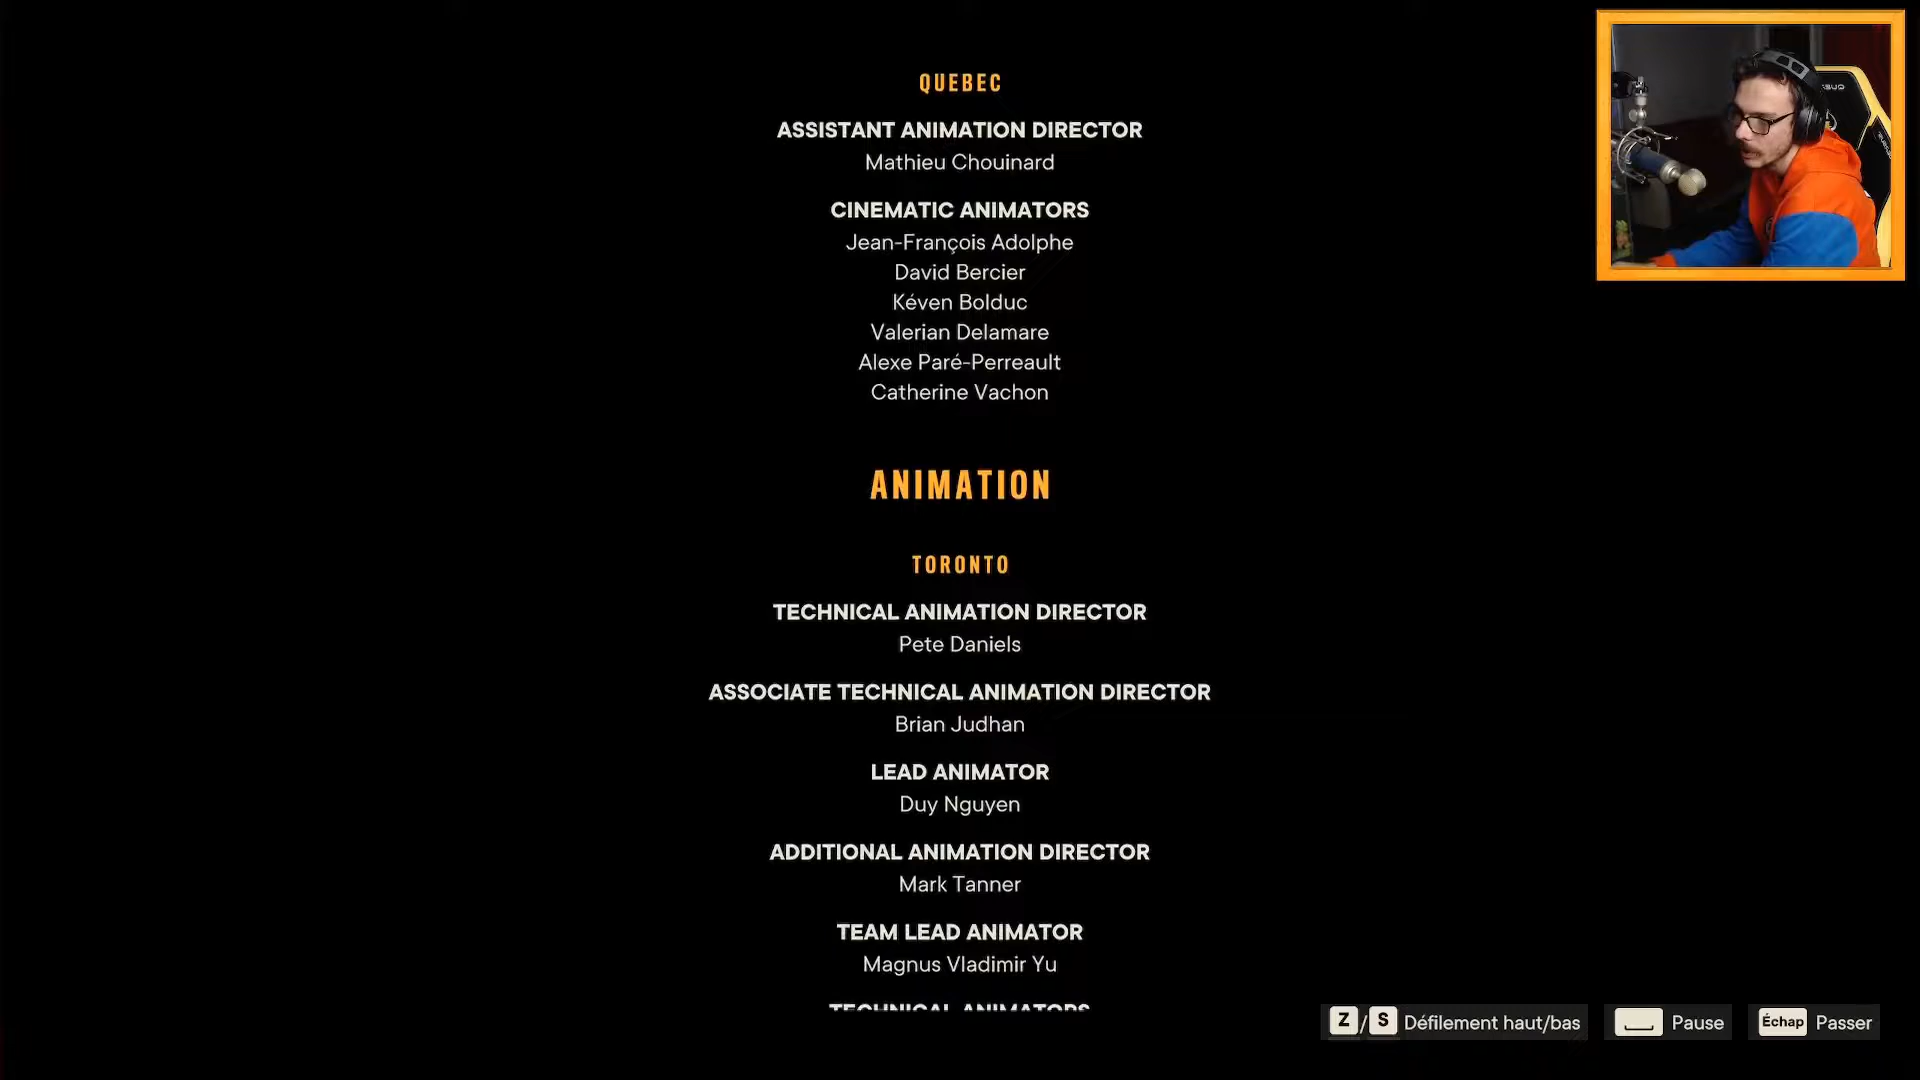 QUEBEC
ASSISTANT ANIMATION DIRECTOR
Mathieu Chouinard
CINEMATIC ANIMATORS
Jean-François Adolphe
David Bercier
Kéven Bolduc
Valerian Delamare
Alexe Paré-Perreault
Catherine Vachon
ANIMATION
TORONTO
TECHNICAL ANIMATION DIRECTOR
Pete Daniels
ASSOCIATE TECHNICAL ANIMATION DIRECTOR
Brian Judhan
LEAD ANIMATOR
Duy Nguyen
ADDITIONAL ANIMATION DIRECTOR
Mark Tanner
TEAM LEAD ANIMATOR
Magnus Vladimir Yu
TECHNICAL ANIMATORS
Z/S Défilement haut/bas Pause Échap Passer